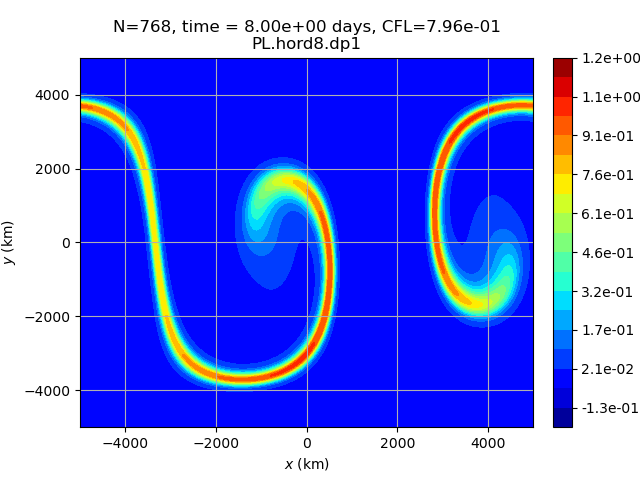 N=768, time = 8.00e+00 days, CFL=7.96e-01
PL.hord8.dp1
4000
2000
0
−2000
−4000
y (km)
−4000 −2000 0 2000 4000
x (km)
1.2e+00
1.1e+00
9.1e-01
7.6e-01
6.1e-01
4.6e-01
3.2e-01
1.7e-01
2.1e-02
-1.3e-01